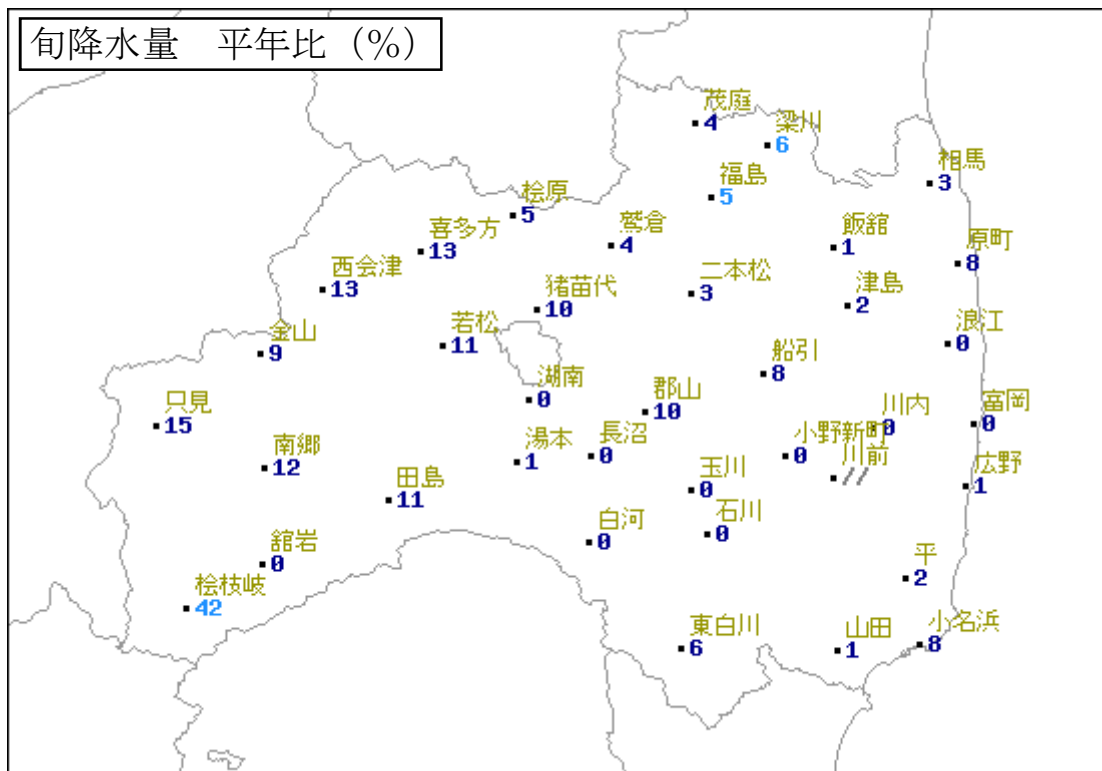 旬降水量　平年比（％）
茂庭
4
梁川
6
福島
5
相馬
3
桧原
5
鷲倉
4
喜多方
13
飯舘
1
原町
8
西会津
13
猪苗代
10
二本松
3
津島
2
金山
9
若松
11
浪江
0
船引
8
湖南
0
郡山
10
只見
15
川内
0
富岡
0
南郷
12
湯本
1
長沼
0
小野新町
0
川前
//
田島
11
玉川
0
広野
1
白河
0
石川
0
舘岩
0
平
2
桧枝岐
42
東白川
6
山田
1
小名浜
8